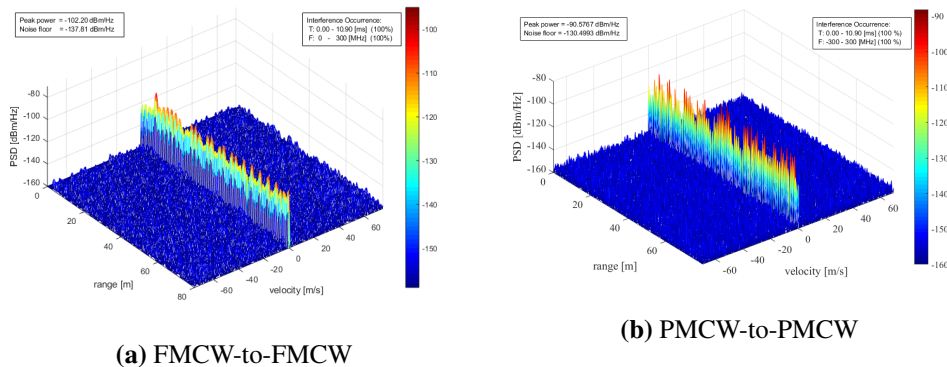 Peak power = -102.20 dBm/Hz
Noise floor = -137.81 dBm/Hz
Interference Occurrence:
T: 0.00 - 10.90 [ms] (100%)
F: 0 - 300 [MHz] (100%)
-80
-100
-120
-140
-160
PSD [dBm/Hz]
0
20
40
60
80
range [m]
-60
-40
-20
0
20
40
60
velocity [m/s]
-100
-110
-120
-130
-140
-150
(a) FMCW-to-FMCW
Peak power = -90.5767 dBm/Hz
Noise floor = -130.4993 dBm/Hz
Interference Occurrence:
T: 0.00 - 10.90 [ms] (100 %)
F: -300 - 300 [MHz] (100 %)
-80
-100
-120
-140
-160
PSD [dBm/Hz]
0
20
40
60
range [m]
-60
-40
-20
0
20
40
60
velocity [m/s]
-90
-100
-110
-120
-130
-140
-150
-160
(b) PMCW-to-PMCW